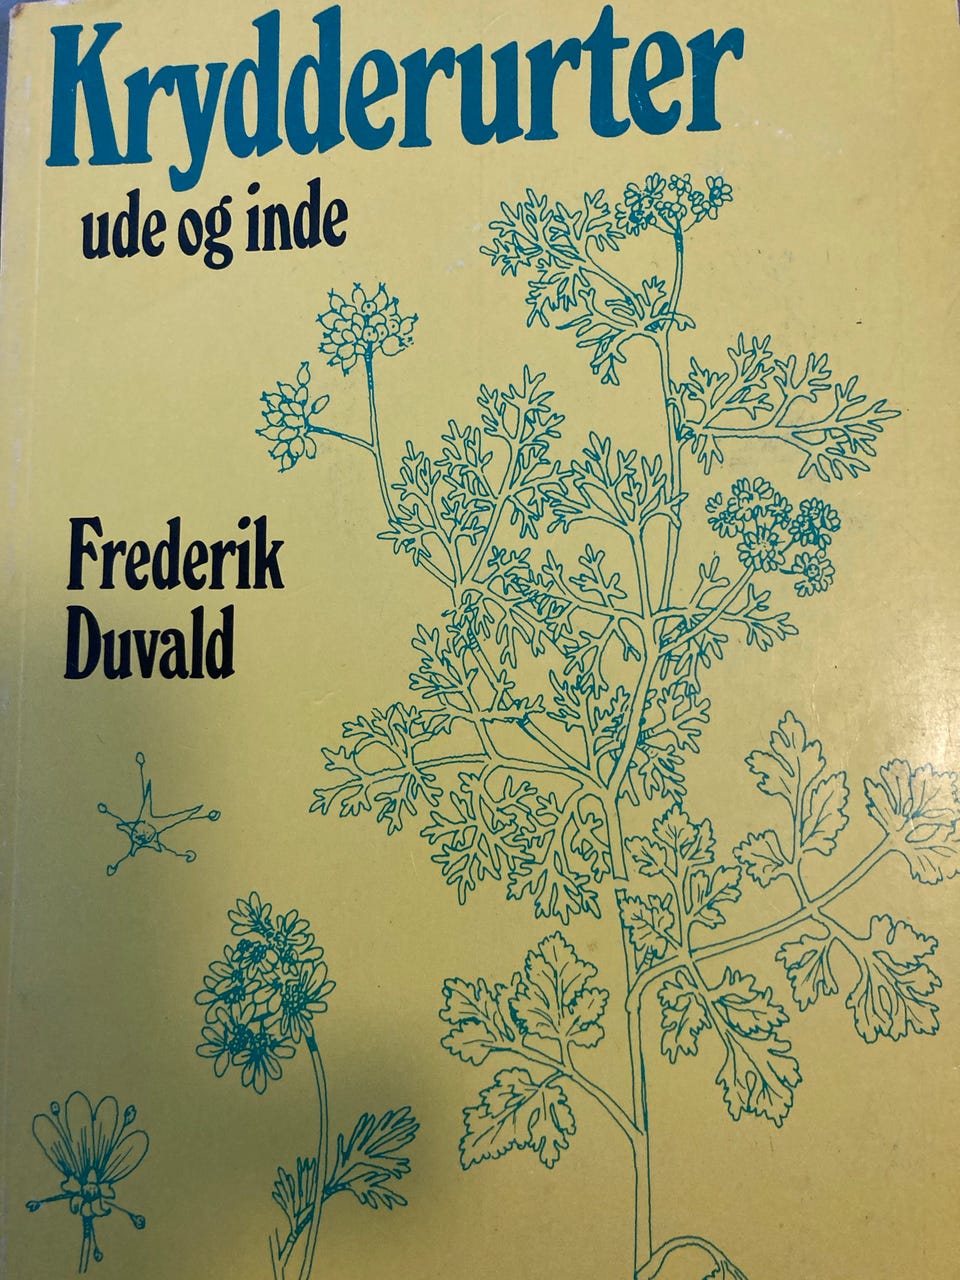 Krydderurter
ude og inde
Frederik
Duvald